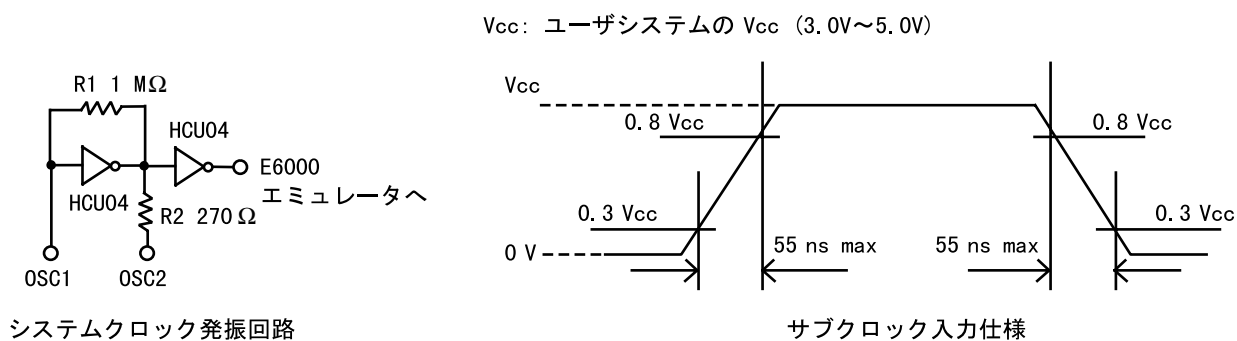 Vcc: ユーザシステムの Vcc (3.0V～5.0V)
R1 1 MΩ
HCU04
HCU04
E6000
エミュレータへ
R2 270Ω
OSC1
OSC2
システムクロック発振回路
Vcc
0.8 Vcc
0.8 Vcc
0.3 Vcc
0.3 Vcc
0 V
55 ns max
55 ns max
サブクロック入力仕様